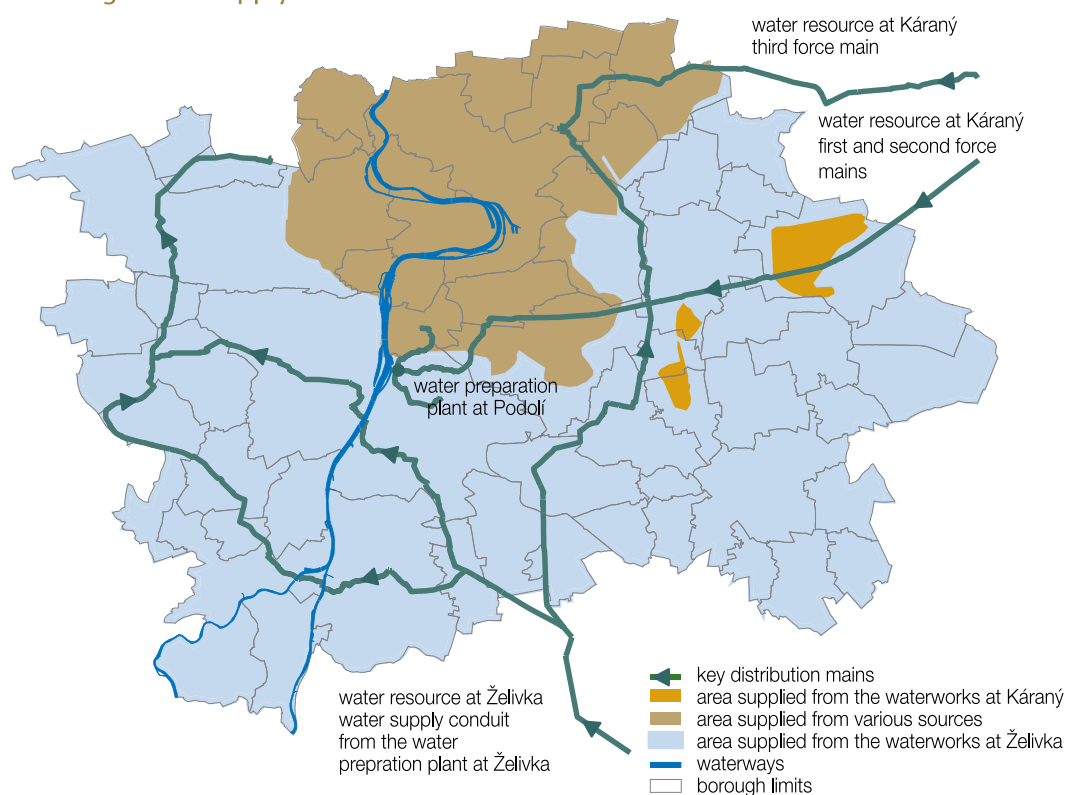 water resource at Káraný
third force main
water resource at Káraný
first and second force
mains
water preparation
plant at Podolí
water resource at Želivka
water supply conduit
from the water
prepration plant at Želivka
key distribution mains
area supplied from the waterworks at Káraný
area supplied from various sources
area supplied from the waterworks at Želivka
waterways
borough limits